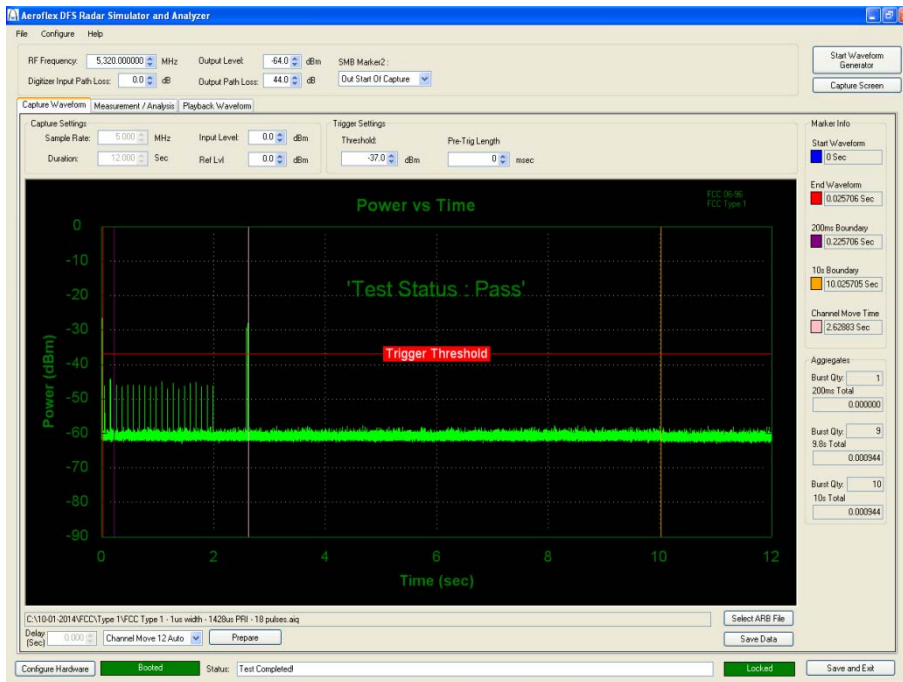 Aeroflex DFS Radar Simulator and Analyzer
File Configure Help
RF Frequency: 5,320.000000 MHz Output Level: -64.0 dBm SMB Marker2 :
Digitizer Input Path Loss: 0.0 dB Output Path Loss: 44.0 dB Out Start Of Capture
Start Waveform Generator
Capture Screen
Capture Waveform Measurement / Analysis Playback Waveform
Capture Settings
Sample Rate: 5.000 MHz Input Level: 0.0 dBm
Duration: 12.000 Sec Ref Lvl 0.0 dBm
Trigger Settings
Threshold: Pre-Trig Length
-37.0 dBm 0 msec
Marker Info
Start Waveform
0 Sec
End Waveform
0.025706 Sec
200ms Boundary
0.225706 Sec
10s Boundary
10.025705 Sec
Channel Move Time
2.62883 Sec
Aggregates
Burst Qty: 1
200ms Total
0.000000
Burst Qty: 9
9.8s Total
0.000944
Burst Qty: 10
10s Total
0.000944
Power vs Time
FCC 06-96
FCC Type 1
'Test Status : Pass'
Trigger Threshold
Power (dBm)
0
-10
-20
-30
-40
-50
-60
-70
-80
-90
0 2 4 6 8 10 12
Time (sec)
C:\10-01-2014\FCC\Type 1\FCC Type 1 - 1us width - 1428us PRI - 18 pulses.aiq
Select ARB File
Delay (Sec) 0.000 Channel Move 12 Auto Prepare
Save Data
Configure Hardware Booted Status: Test Completed! Locked Save and Exit